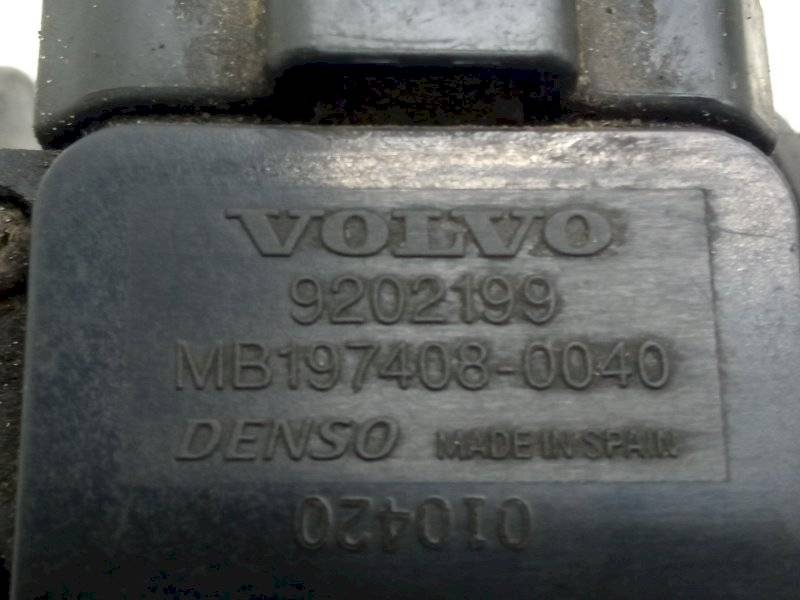 VOLVO
9202199
MB197408-0040
DENSO MADE IN SPAIN
010420